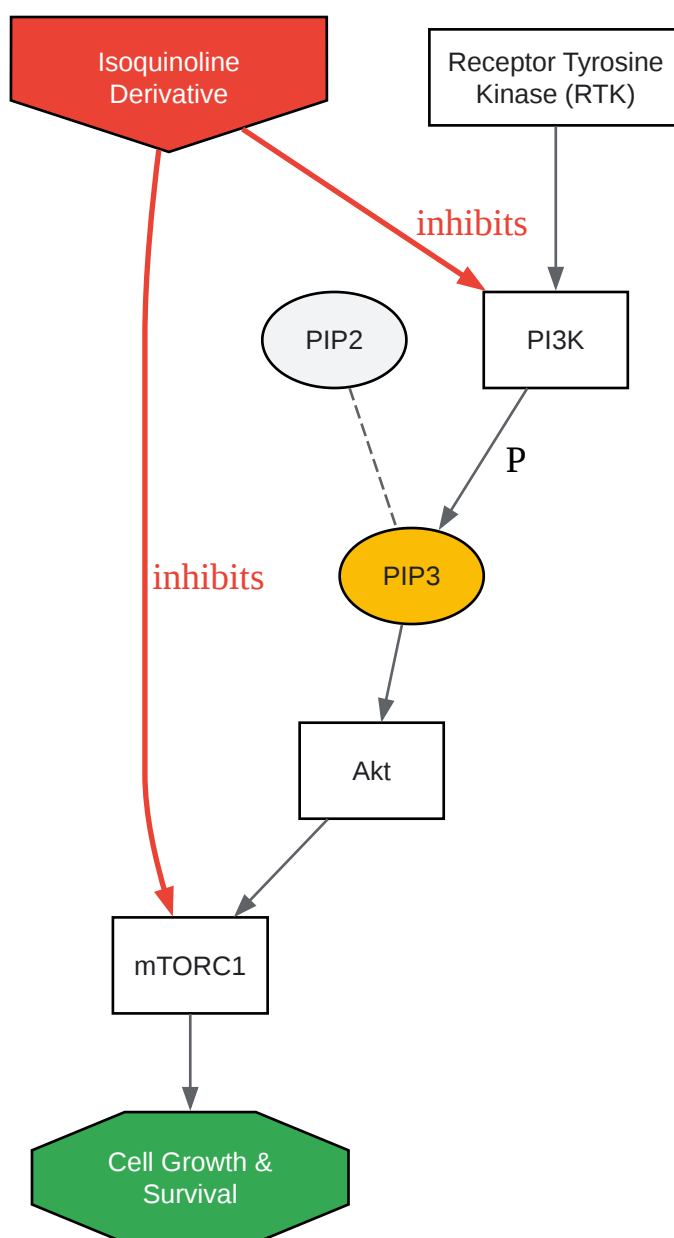 Isoquinoline
Derivative
Receptor Tyrosine
Kinase (RTK)
inhibits
PIP2
PI3K
P
PIP3
inhibits
Akt
mTORC1
Cell Growth &
Survival